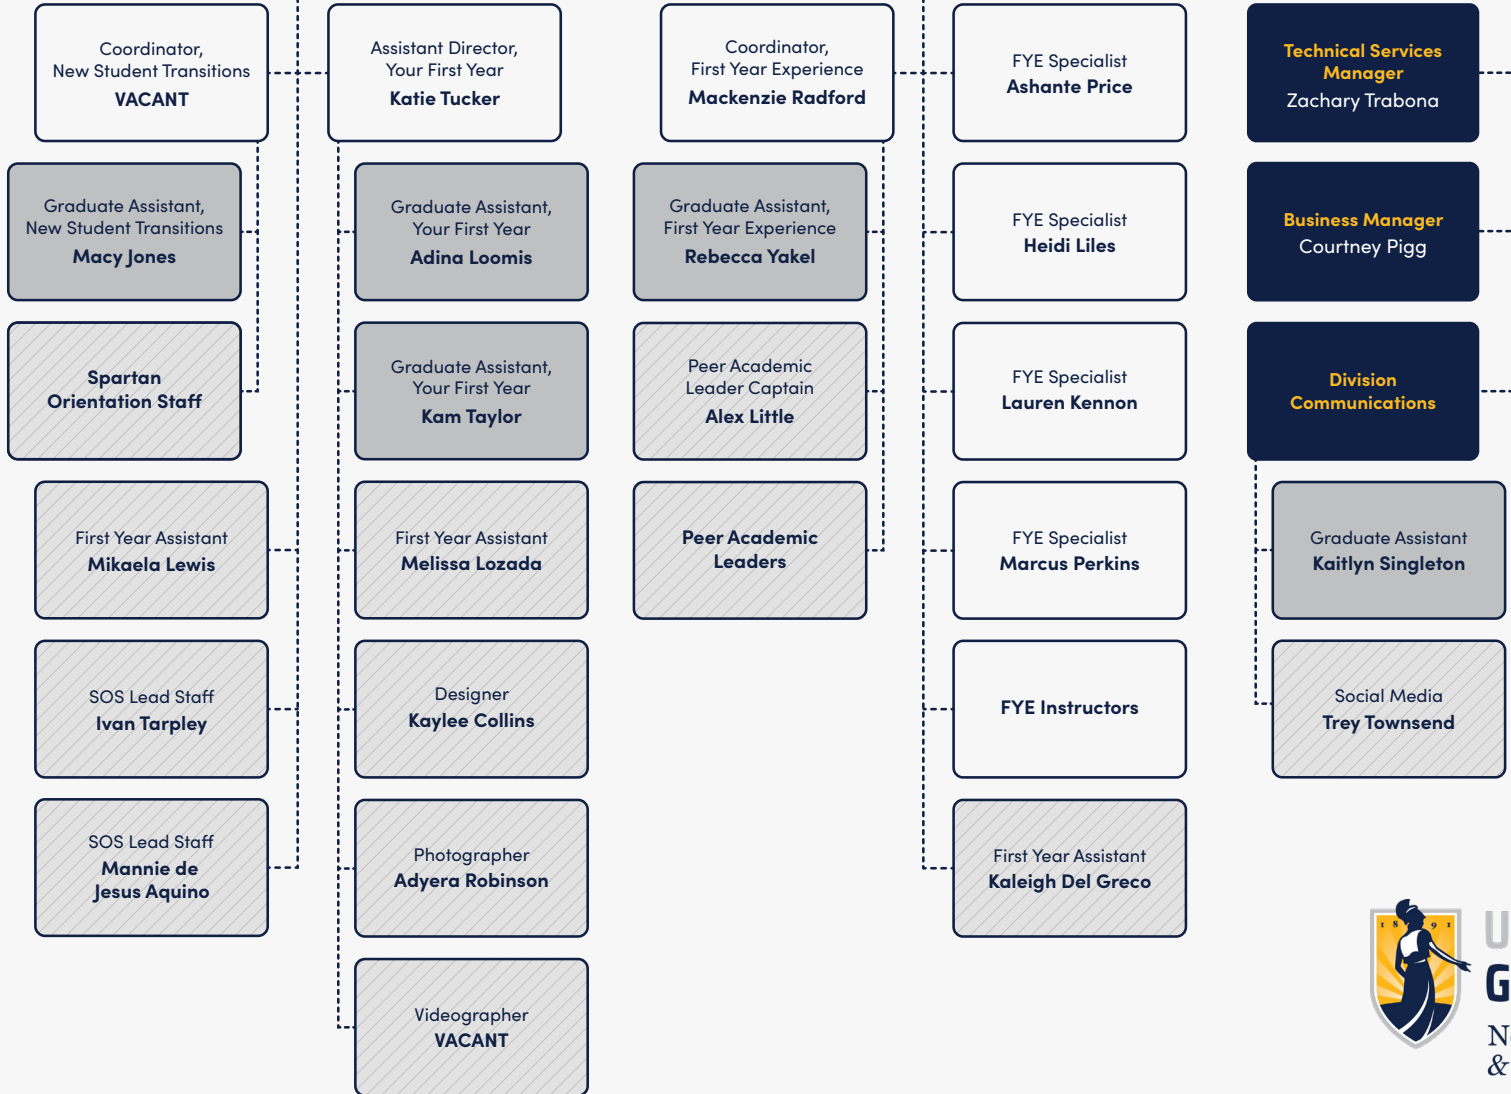 Coordinator,
New Student Transitions
VACANT
Graduate Assistant,
New Student Transitions
Macy Jones
Spartan
Orientation Staff
First Year Assistant
Mikaela Lewis
SOS Lead Staff
Ivan Tarpley
SOS Lead Staff
Mannie de
Jesus Aquino
Assistant Director,
Your First Year
Katie Tucker
Graduate Assistant,
Your First Year
Adina Loomis
Graduate Assistant,
Your First Year
Kam Taylor
First Year Assistant
Melissa Lozada
Designer
Kaylee Collins
Photographer
Adyera Robinson
Videographer
VACANT
Coordinator,
First Year Experience
Mackenzie Radford
Graduate Assistant,
First Year Experience
Rebecca Yakel
Peer Academic
Leader Captain
Alex Little
Peer Academic
Leaders
FYE Specialist
Ashante Price
FYE Specialist
Heidi Liles
FYE Specialist
Lauren Kennon
FYE Specialist
Marcus Perkins
FYE Instructors
First Year Assistant
Kaleigh Del Greco
Technical Services
Manager
Zachary Trabona
Business Manager
Courtney Pigg
Division
Communications
Graduate Assistant
Kaitlyn Singleton
Social Media
Trey Townsend
1891
U
G
N
&